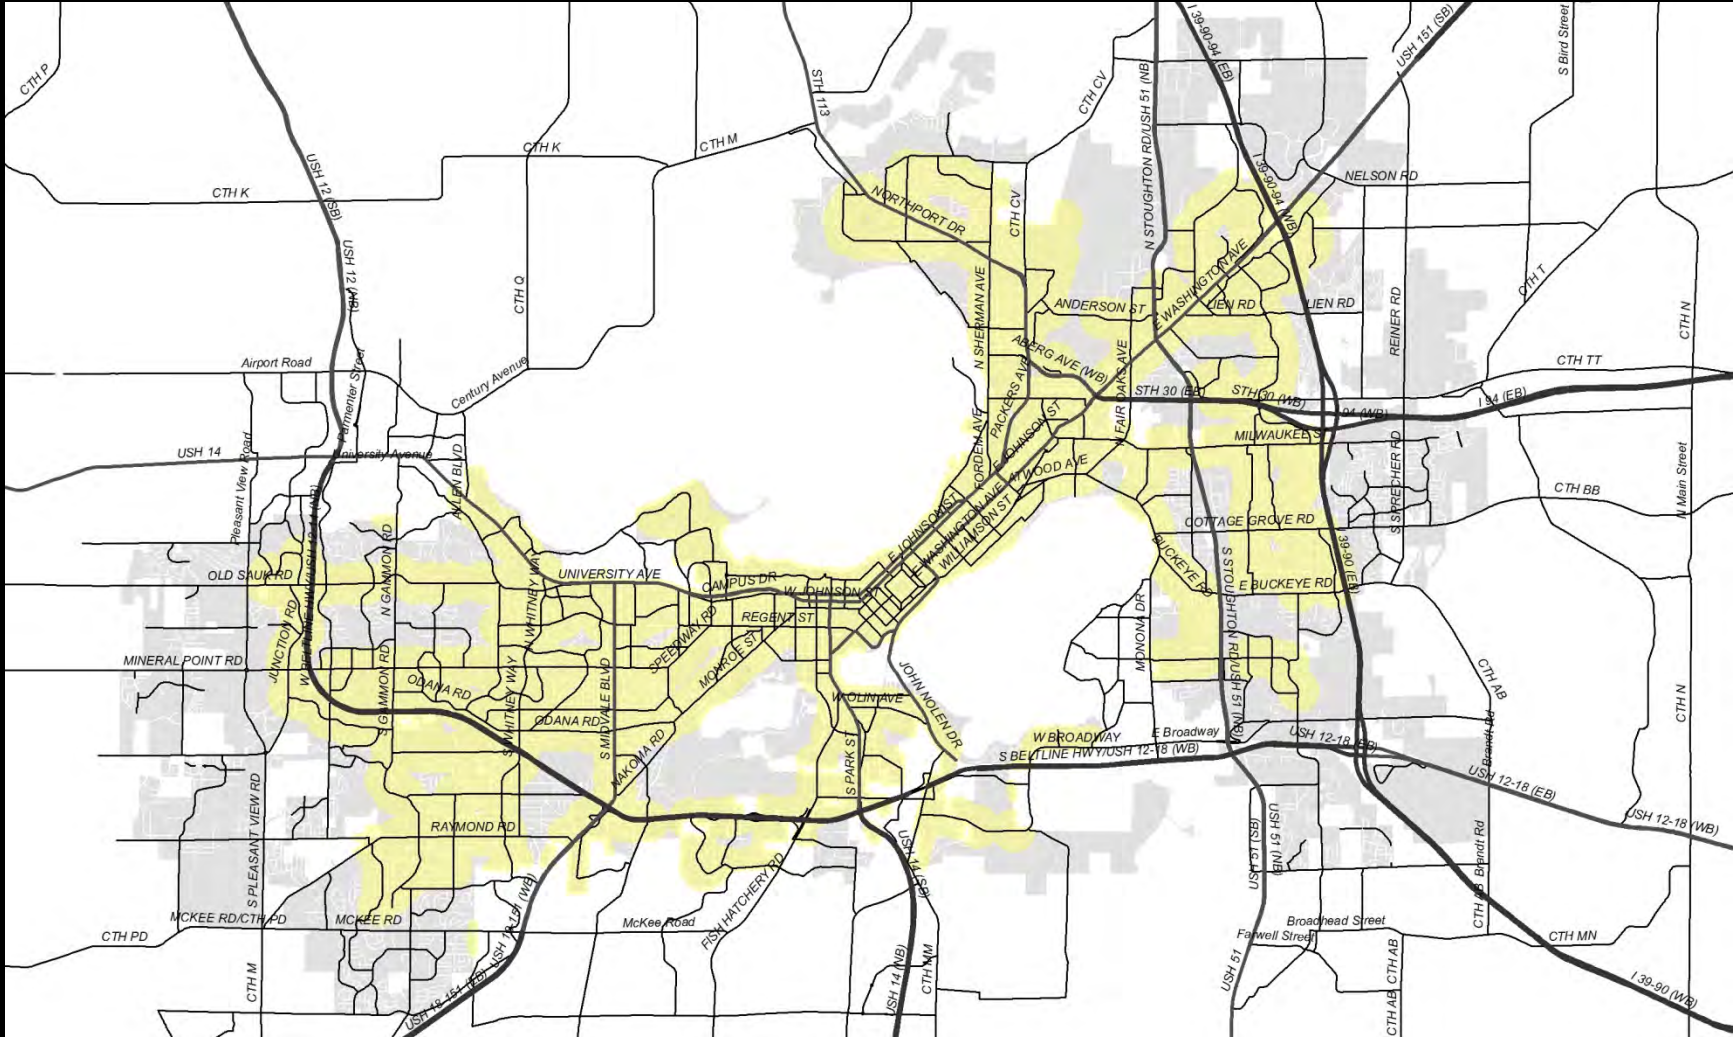 CTH P
CTH K
USH 12 (SB)
USH 12 (NB)
CTH K
CTH M
STH 113
CTH Q
CTH CV
N STOUGHTON RD/USH 51 (NB)
I 39-90-94 (EB)
I 39-90-94 (WB)
USH 151 (SB)
S Bird Street
NELSON RD
NORTHPORT DR
CTH CV
E WASHINGTON AVE
CTH T
ANDERSON ST
LIEN RD
LIEN RD
REINER RD
CTH N
N SHERMAN AVE
ABERG AVE (WB)
N FAIR OAKS AVE
Airport Road
Parmenter Street
Century Avenue
CTH TT
STH 30 (EB)
STH 30 (WB)
94 (WB)
I 94 (EB)
PACKERS AVE
E JOHNSON ST
FORDEM AVE
MILWAUKEE S
USH 14
University Avenue
Pleasant View Road
ALLEN BLVD
ATWOOD AVE
S SPRECHER RD
CTH BB
N Main Street
W BELTLINE HWY/USH 12-14 (NB)
E JOHNSON ST
E WASHINGTON AVE
WILLIAMSON ST
COTTAGE GROVE RD
N GAMMON RD
N WHITNEY WAY
BUCKEYE RD
39-90 (EB)
OLD SAUK RD
UNIVERSITY AVE
CAMPUS DR
W JOHNSON ST
E BUCKEYE RD
JUNCTION RD
REGENT ST
SPEEDWAY RD
MONROE ST
MONONA DR
S STOUGHTON RD/USH 51 (NB)
MINERAL POINT RD
ODANA RD
S GAMMON RD
S WHITNEY WAY
S MIDVALE BLVD
ODANA RD
NAKOMA RD
W OLIN AVE
JOHN NOLEN DR
CTH AB
CTH N
W BROADWAY
E Broadway
S BELTLINE HWY/USH 12-18 (WB)
USH 12-18 (EB)
Brandt Rd
USH 12-18 (EB)
USH 12-18 (WB)
S PARK ST
S PLEASANT VIEW RD
RAYMOND RD
USH 51 (SB)
USH 51 (NB)
USH 14 (SB)
CTH AB
Brandt Rd
FISH HATCHERY RD
MCKEE RD/CTH PD
MCKEE RD
McKee Road
CTH PD
USH 18-151 (WB)
USH 18-151 (EB)
Broadhead Street
Farwell Street
CTH MN
CTH M
USH 14 (NB)
CTH MM
USH 51
CTH AB
CTH AB
I 39-90 (WB)